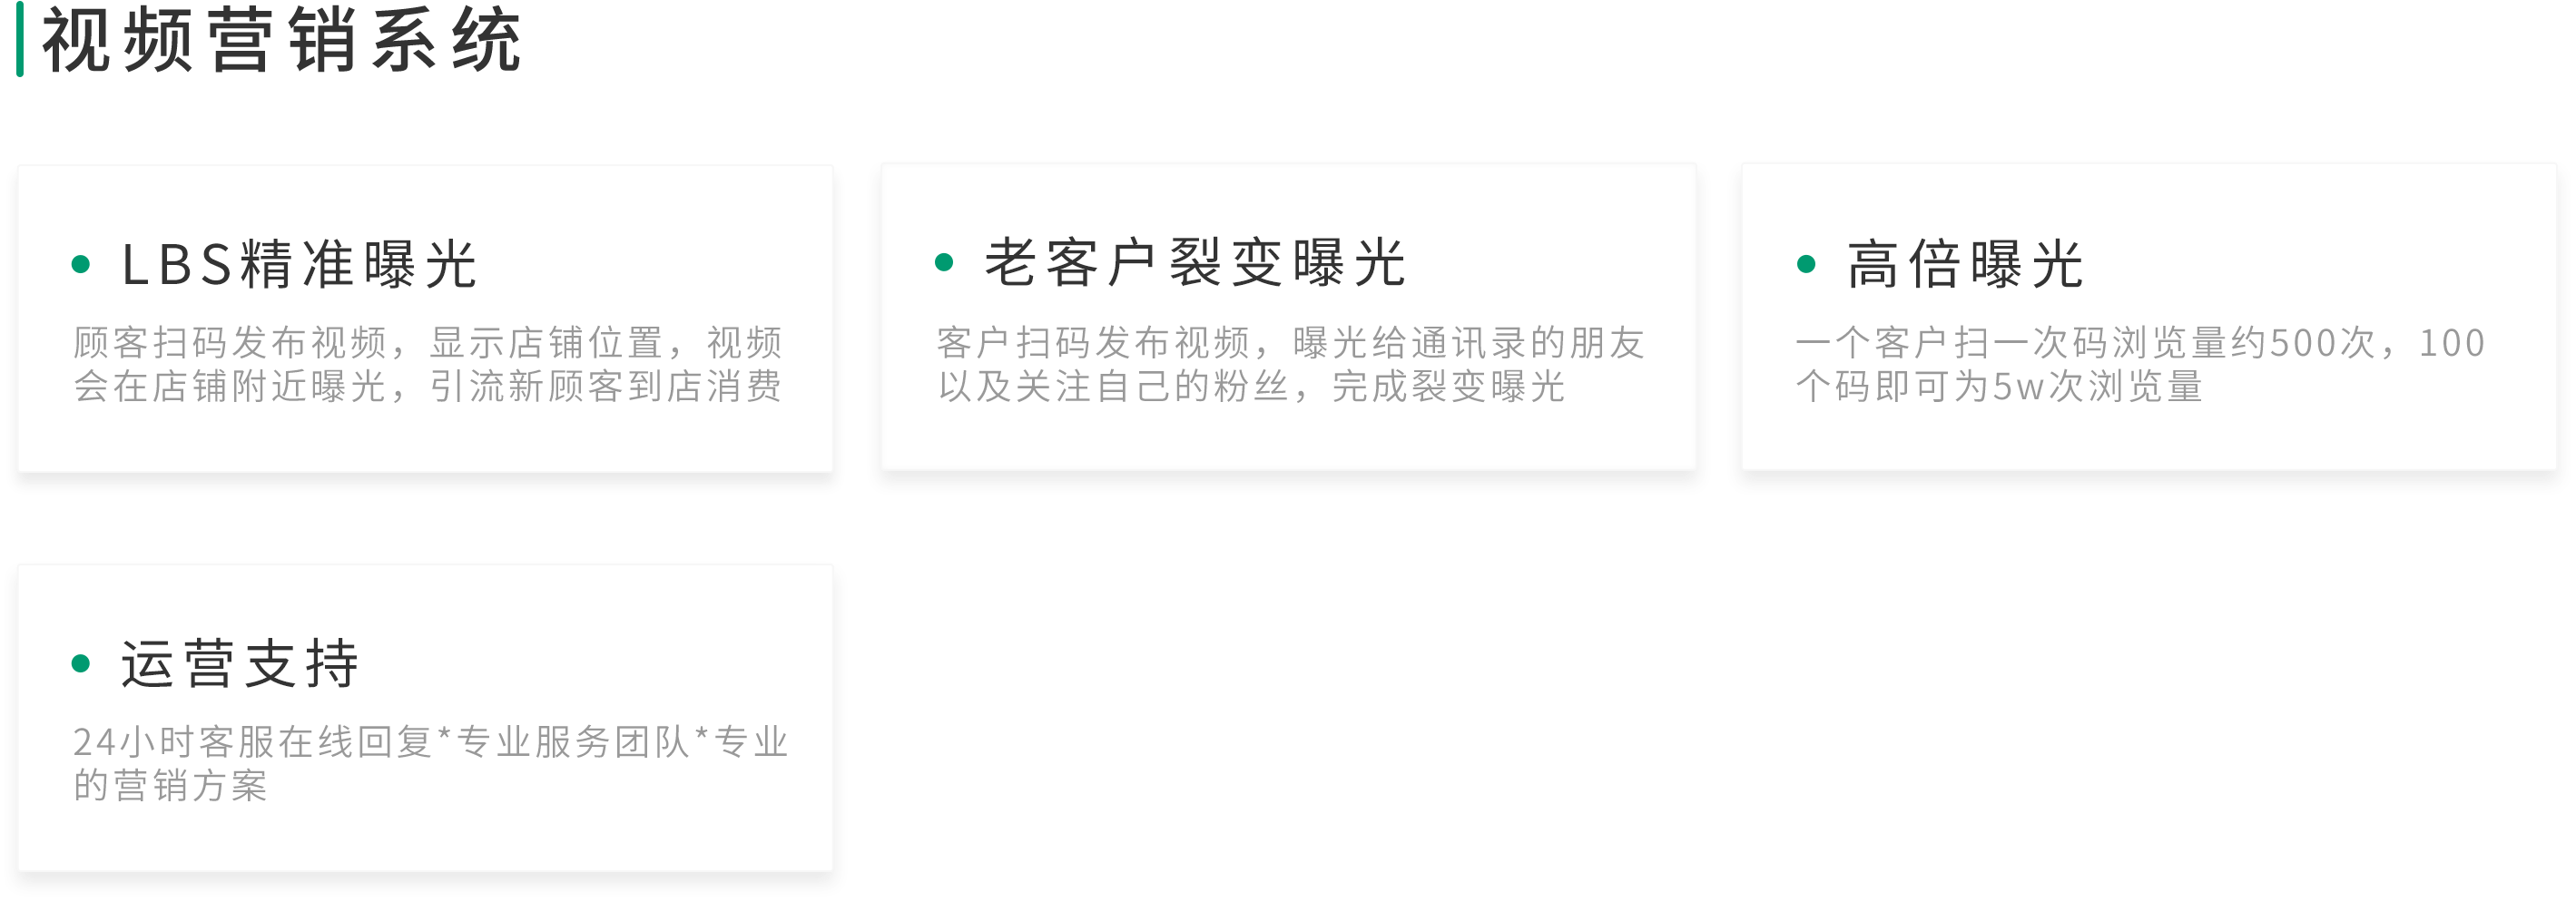 视频营销系统
LBS精准曝光
顾客扫码发布视频，显示店铺位置，视频
会在店铺附近曝光，引流新顾客到店消费
老客户裂变曝光
客户扫码发布视频，曝光给通讯录的朋友
以及关注自己的粉丝，完成裂变曝光
高倍曝光
一个客户扫一次码浏览量约500次，100
个码即可为5w次浏览量
运营支持
24小时客服在线回复*专业服务团队*专业
的营销方案